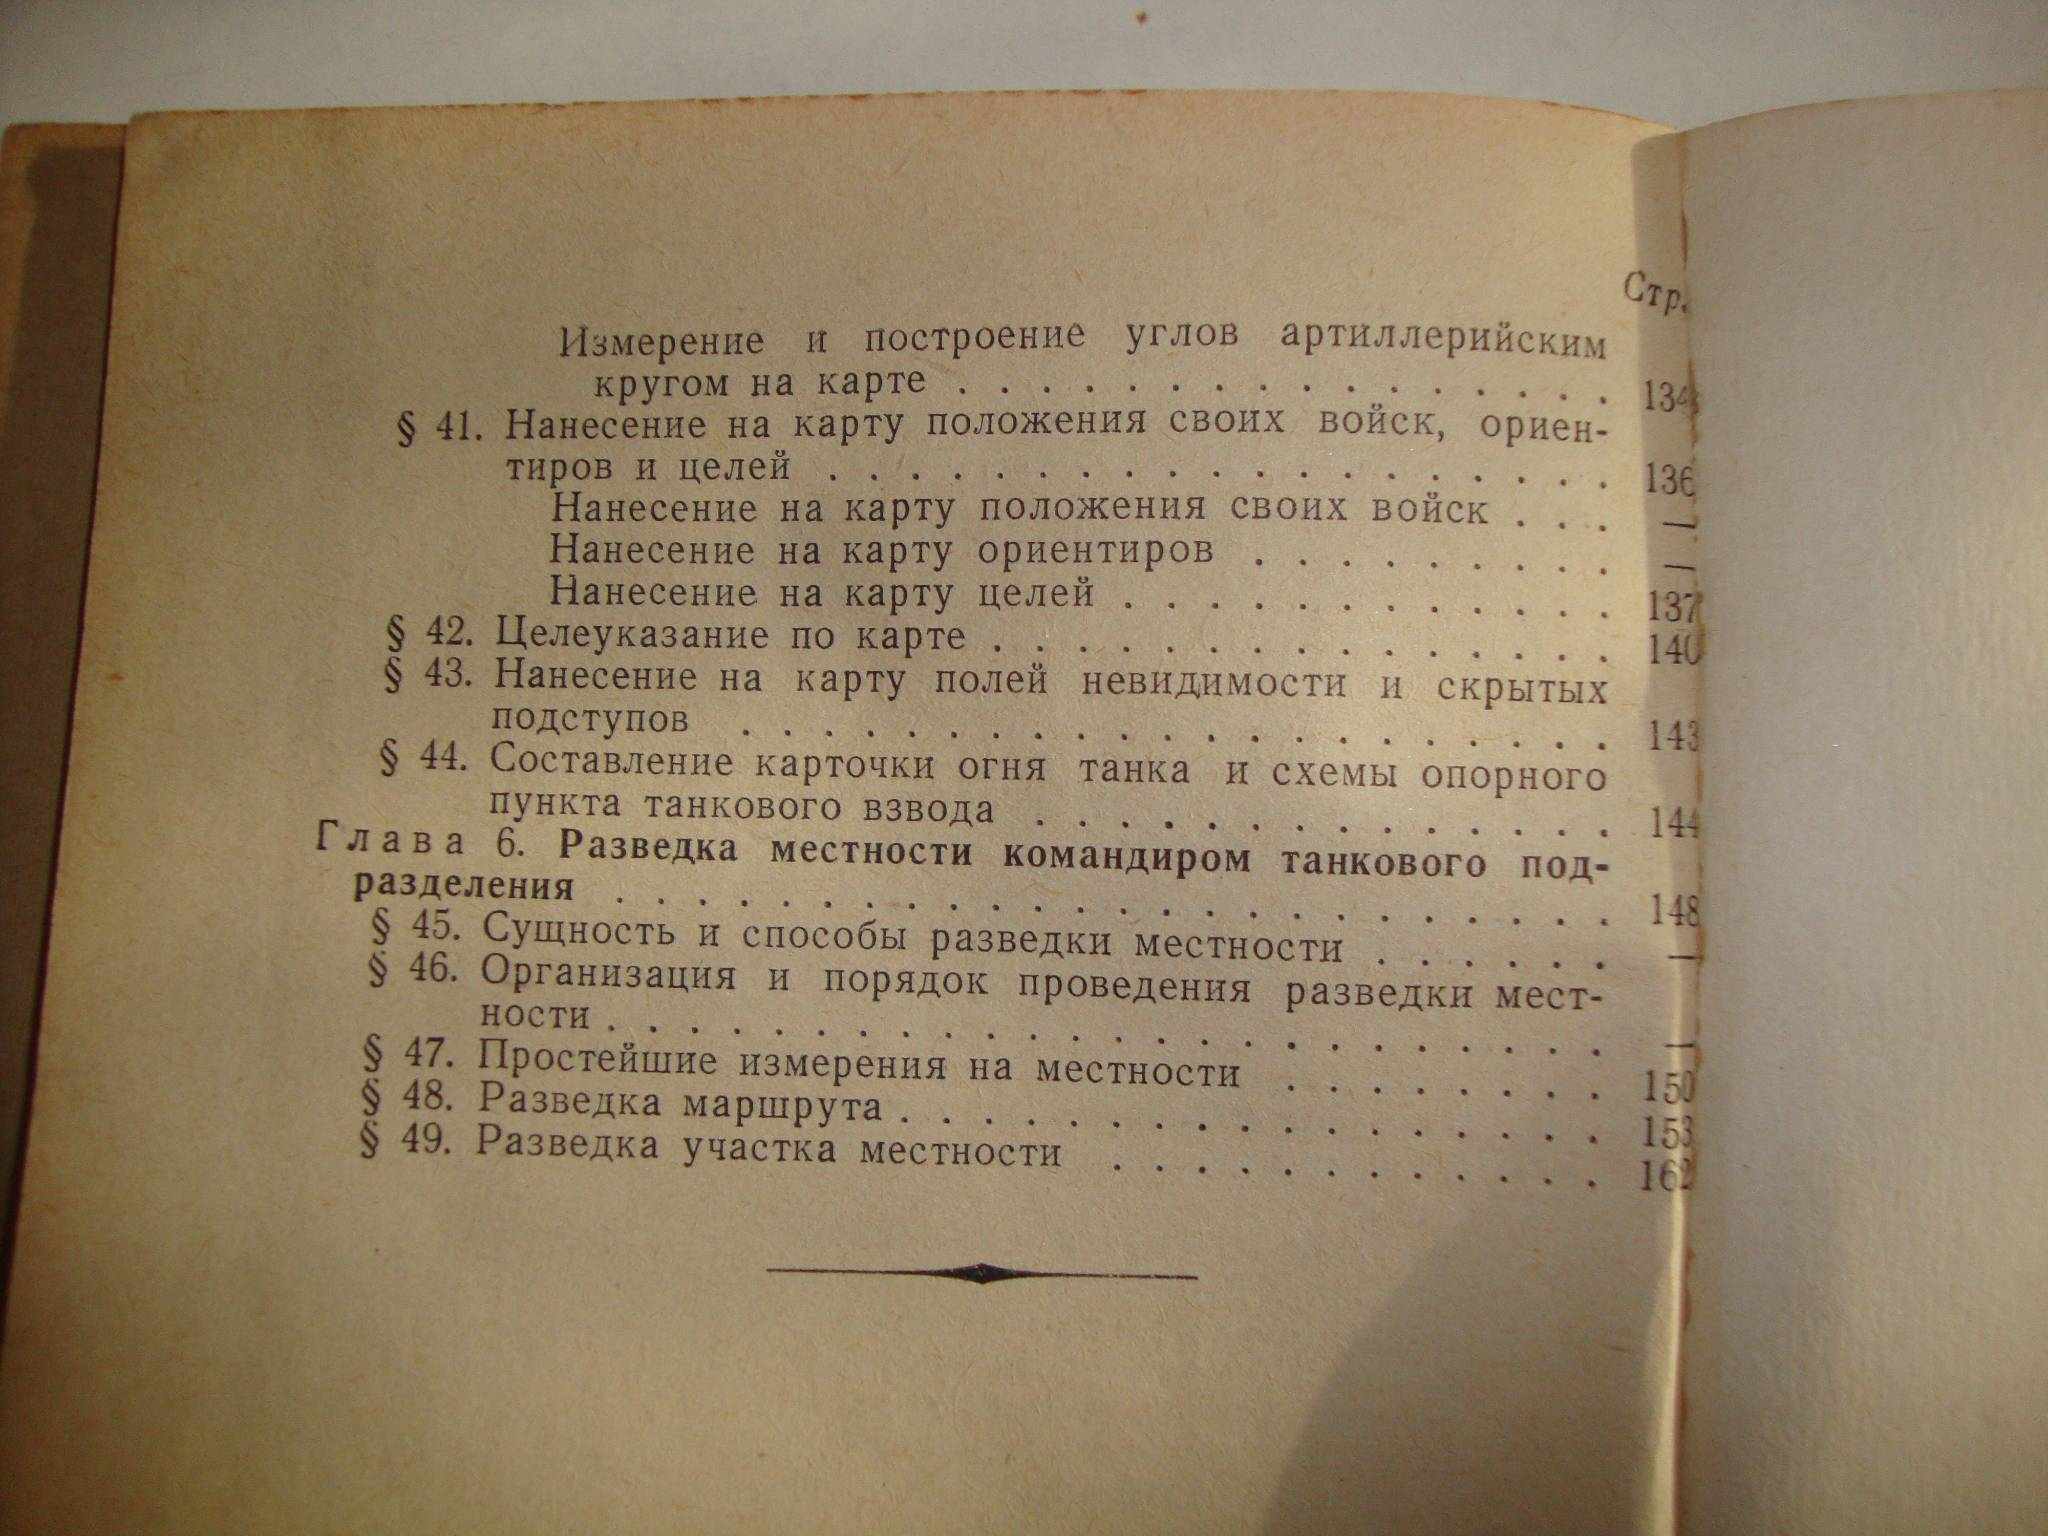 Стр.
Измерение и построение углов артиллерийским
кругом на карте . . . . . . . . . . . . . . . . 134
§ 41. Нанесение на карту положения своих войск, ориен-
тиров и целей . . . . . . . . . . . . . . . . . . . 136
Нанесение на карту положения своих войск . . . —
Нанесение на карту ориентиров . . . . . . . . . —
Нанесение на карту целей . . . . . . . . . . . . 137
§ 42. Целеуказание по карте . . . . . . . . . . . . . . . 140
§ 43. Нанесение на карту полей невидимости и скрытых
подступов . . . . . . . . . . . . . . . . . . . . . 143
§ 44. Составление карточки огня танка и схемы опорного
пункта танкового взвода . . . . . . . . . . . . . . 144
Глава 6. Разведка местности командиром танкового под-
разделения . . . . . . . . . . . . . . . . . . . . . . . . 148
§ 45. Сущность и способы разведки местности . . . . . . —
§ 46. Организация и порядок проведения разведки мест-
ности . . . . . . . . . . . . . . . . . . . . . . . . —
§ 47. Простейшие измерения на местности . . . . . . . . 150
§ 48. Разведка маршрута . . . . . . . . . . . . . . . . . 153
§ 49. Разведка участка местности . . . . . . . . . . . . 162